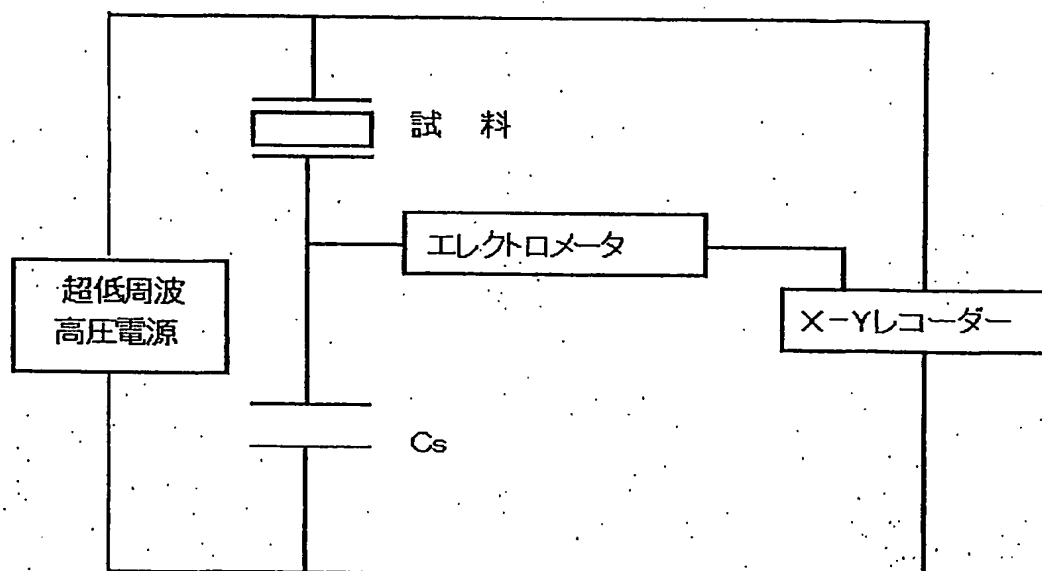 試 料
エレクトロメータ
超低周波
高圧電源
X-Yレコーダー
Cs